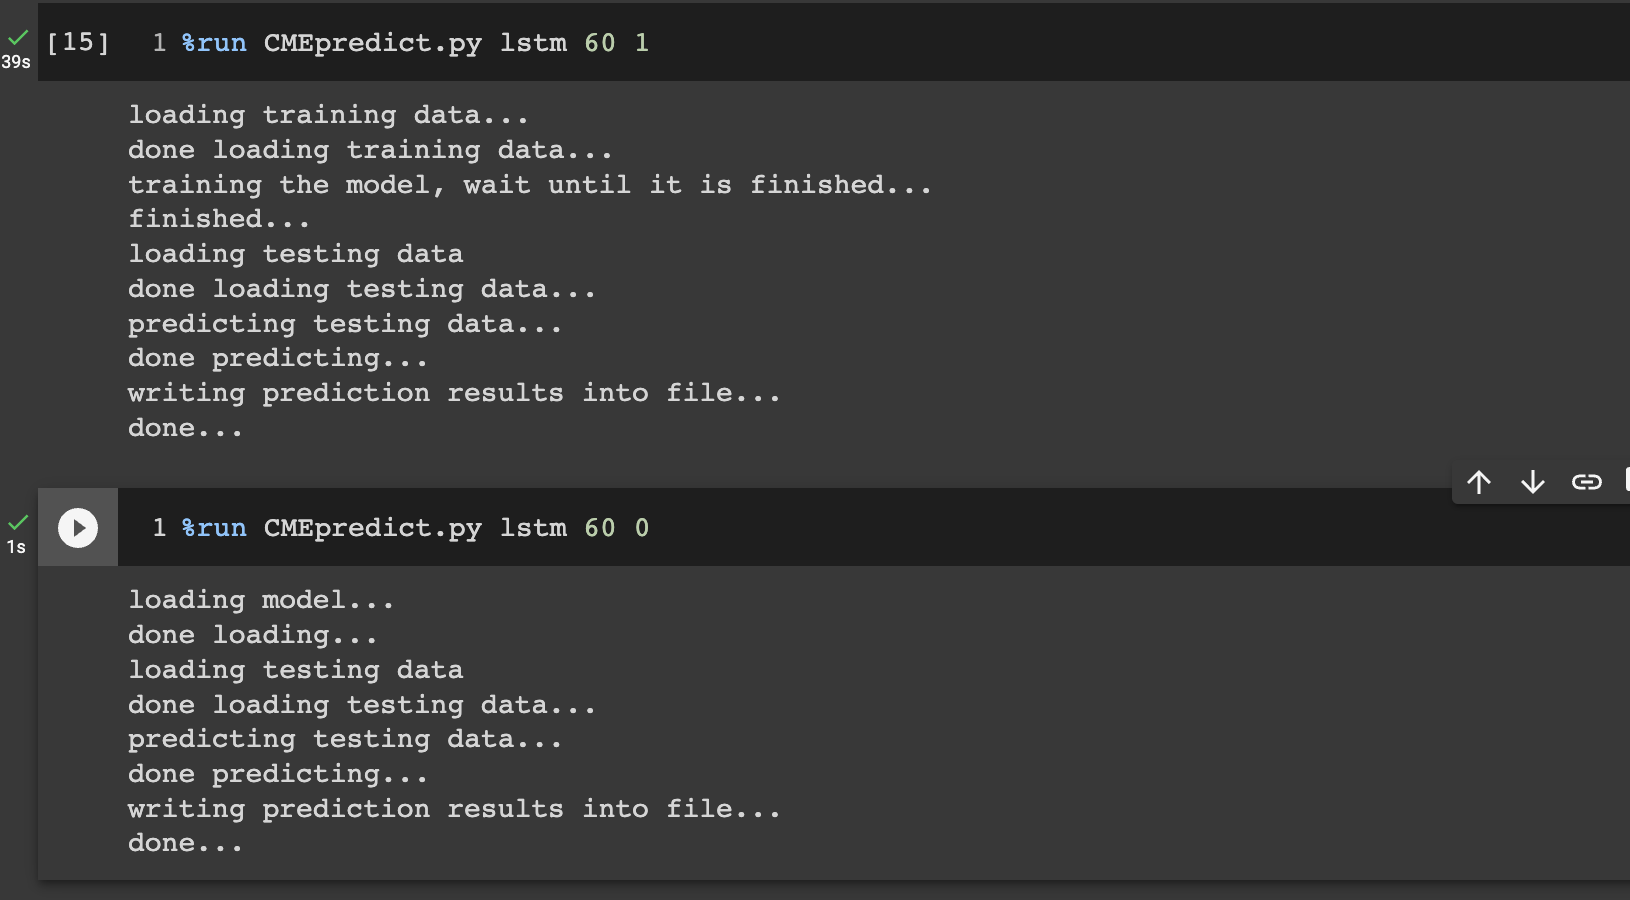 [15] 1 %run CMEpredict.py lstm 60 1
39s
loading training data...
done loading training data...
training the model, wait until it is finished...
finished...
loading testing data
done loading testing data...
predicting testing data...
done predicting...
writing prediction results into file...
done...
1 %run CMEpredict.py lstm 60 0
1s
loading model...
done loading...
loading testing data
done loading testing data...
predicting testing data...
done predicting...
writing prediction results into file...
done...